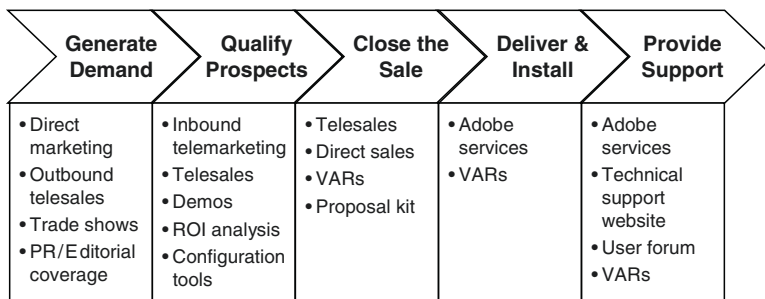 Generate
Demand
Qualify
Prospects
Close the
Sale
Deliver &
Install
Provide
Support
• Direct
marketing
• Outbound
telesales
• Trade shows
• PR/Editorial
coverage
• Inbound
telemarketing
• Telesales
• Demos
• ROI analysis
• Configuration
tools
• Telesales
• Direct sales
• VARs
• Proposal kit
• Adobe
services
• VARs
• Adobe
services
• Technical
support
website
• User forum
• VARs